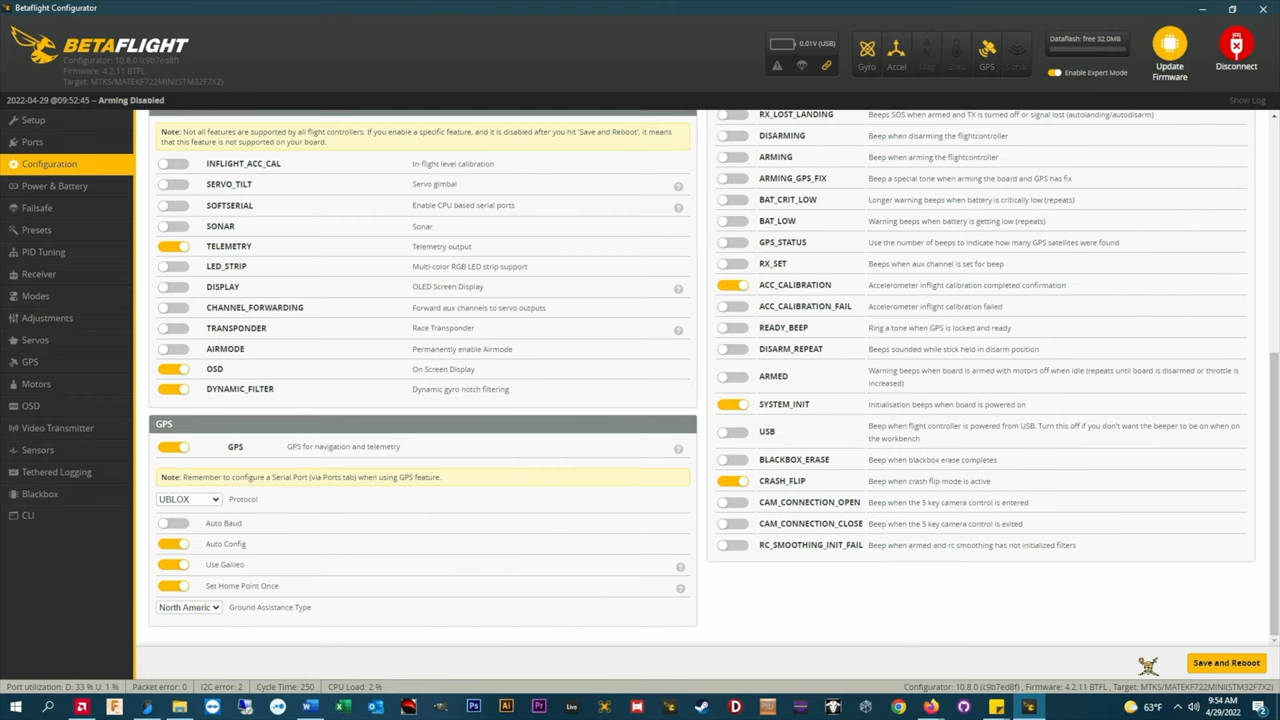 Betaflight Configurator
BETAFLIGHT
Configurator: 10.8.0 (c9b7ed8f)
Firmware: 4.2.11 BTFL
Target: MTKS/MATEKF722MINI(STM32F7X2)
0.01V (USB)
Gyro
Accel
Mag
Baro
GPS
Sonar
Dataflash: free 32.0MB
Enable Expert Mode
Update
Firmware
Disconnect
2022-04-29 @09:52:45 -- Arming Disabled
Show Log
Setup
Ports
Configuration
Power & Battery
Failsafe
Presets
PID Tuning
Receiver
Modes
Adjustments
Servos
GPS
Motors
OSD
Video Transmitter
Sensors
Tethered Logging
Blackbox
CLI
Note: Not all features are supported by all flight controllers. If you enable a specific feature, and it is disabled after you hit 'Save and Reboot', it means
that this feature is not supported on your board.
INFLIGHT_ACC_CAL In-flight level calibration
SERVO_TILT Servo gimbal
SOFTSERIAL Enable CPU based serial ports
SONAR Sonar
TELEMETRY Telemetry output
LED_STRIP Multi-color RGB LED strip support
DISPLAY OLED Screen Display
CHANNEL_FORWARDING Forward aux channels to servo outputs
TRANSPONDER Race Transponder
AIRMODE Permanently enable Airmode
OSD On Screen Display
DYNAMIC_FILTER Dynamic gyro notch filtering
GPS
GPS GPS for navigation and telemetry
Note: Remember to configure a Serial Port (via Ports tab) when using GPS feature.
UBLOX Protocol
Auto Baud
Auto Config
Use Galileo
Set Home Point Once
North Americ Ground Assistance Type
RX_LOST_LANDING Beeps SOS when armed and TX is turned off or signal lost (autolanding/autodisarm)
DISARMING Beep when disarming the flightcontroller
ARMING Beep when arming the flightcontroller
ARMING_GPS_FIX Beep a special tone when arming the board and GPS has fix
BAT_CRIT_LOW Longer warning beeps when battery is critically low (repeats)
BAT_LOW Warning beeps when battery is getting low (repeats)
GPS_STATUS Use the number of beeps to indicate how many GPS satellites were found
RX_SET Beeps when aux channel is set for beep
ACC_CALIBRATION Accelerometer inflight calibration completed confirmation
ACC_CALIBRATION_FAIL Accelerometer inflight calibration failed
READY_BEEP Ring a tone when GPS is locked and ready
DISARM_REPEAT Beeps sounded while stick held in disarm position
ARMED Warning beeps when board is armed with motors off when idle (repeats until board is disarmed or throttle is
increased)
SYSTEM_INIT Initialisation beeps when board is powered on
USB Beep when flight controller is powered from USB. Turn this off if you don't want the beeper to be on when on
the workbench
BLACKBOX_ERASE Beep when blackbox erase completes
CRASH_FLIP Beep when crash flip mode is active
CAM_CONNECTION_OPEN Beep when the 5 key camera control is entered
CAM_CONNECTION_CLOSE Beep when the 5 key camera control is exited
RC_SMOOTHING_INIT_FAIL Beep when armed and rc smoothing has not initialized filters
Save and Reboot
Port utilization: D: 33 % U: 1 % Packet error: 0 I2C error: 2 Cycle Time: 250 CPU Load: 2 %
Configurator: 10.8.0 (c9b7ed8f) , Firmware: 4.2.11 BTFL, Target: MTKS/MATEKF722MINI(STM32F7X2)
63°F
9:54 AM
4/29/2022